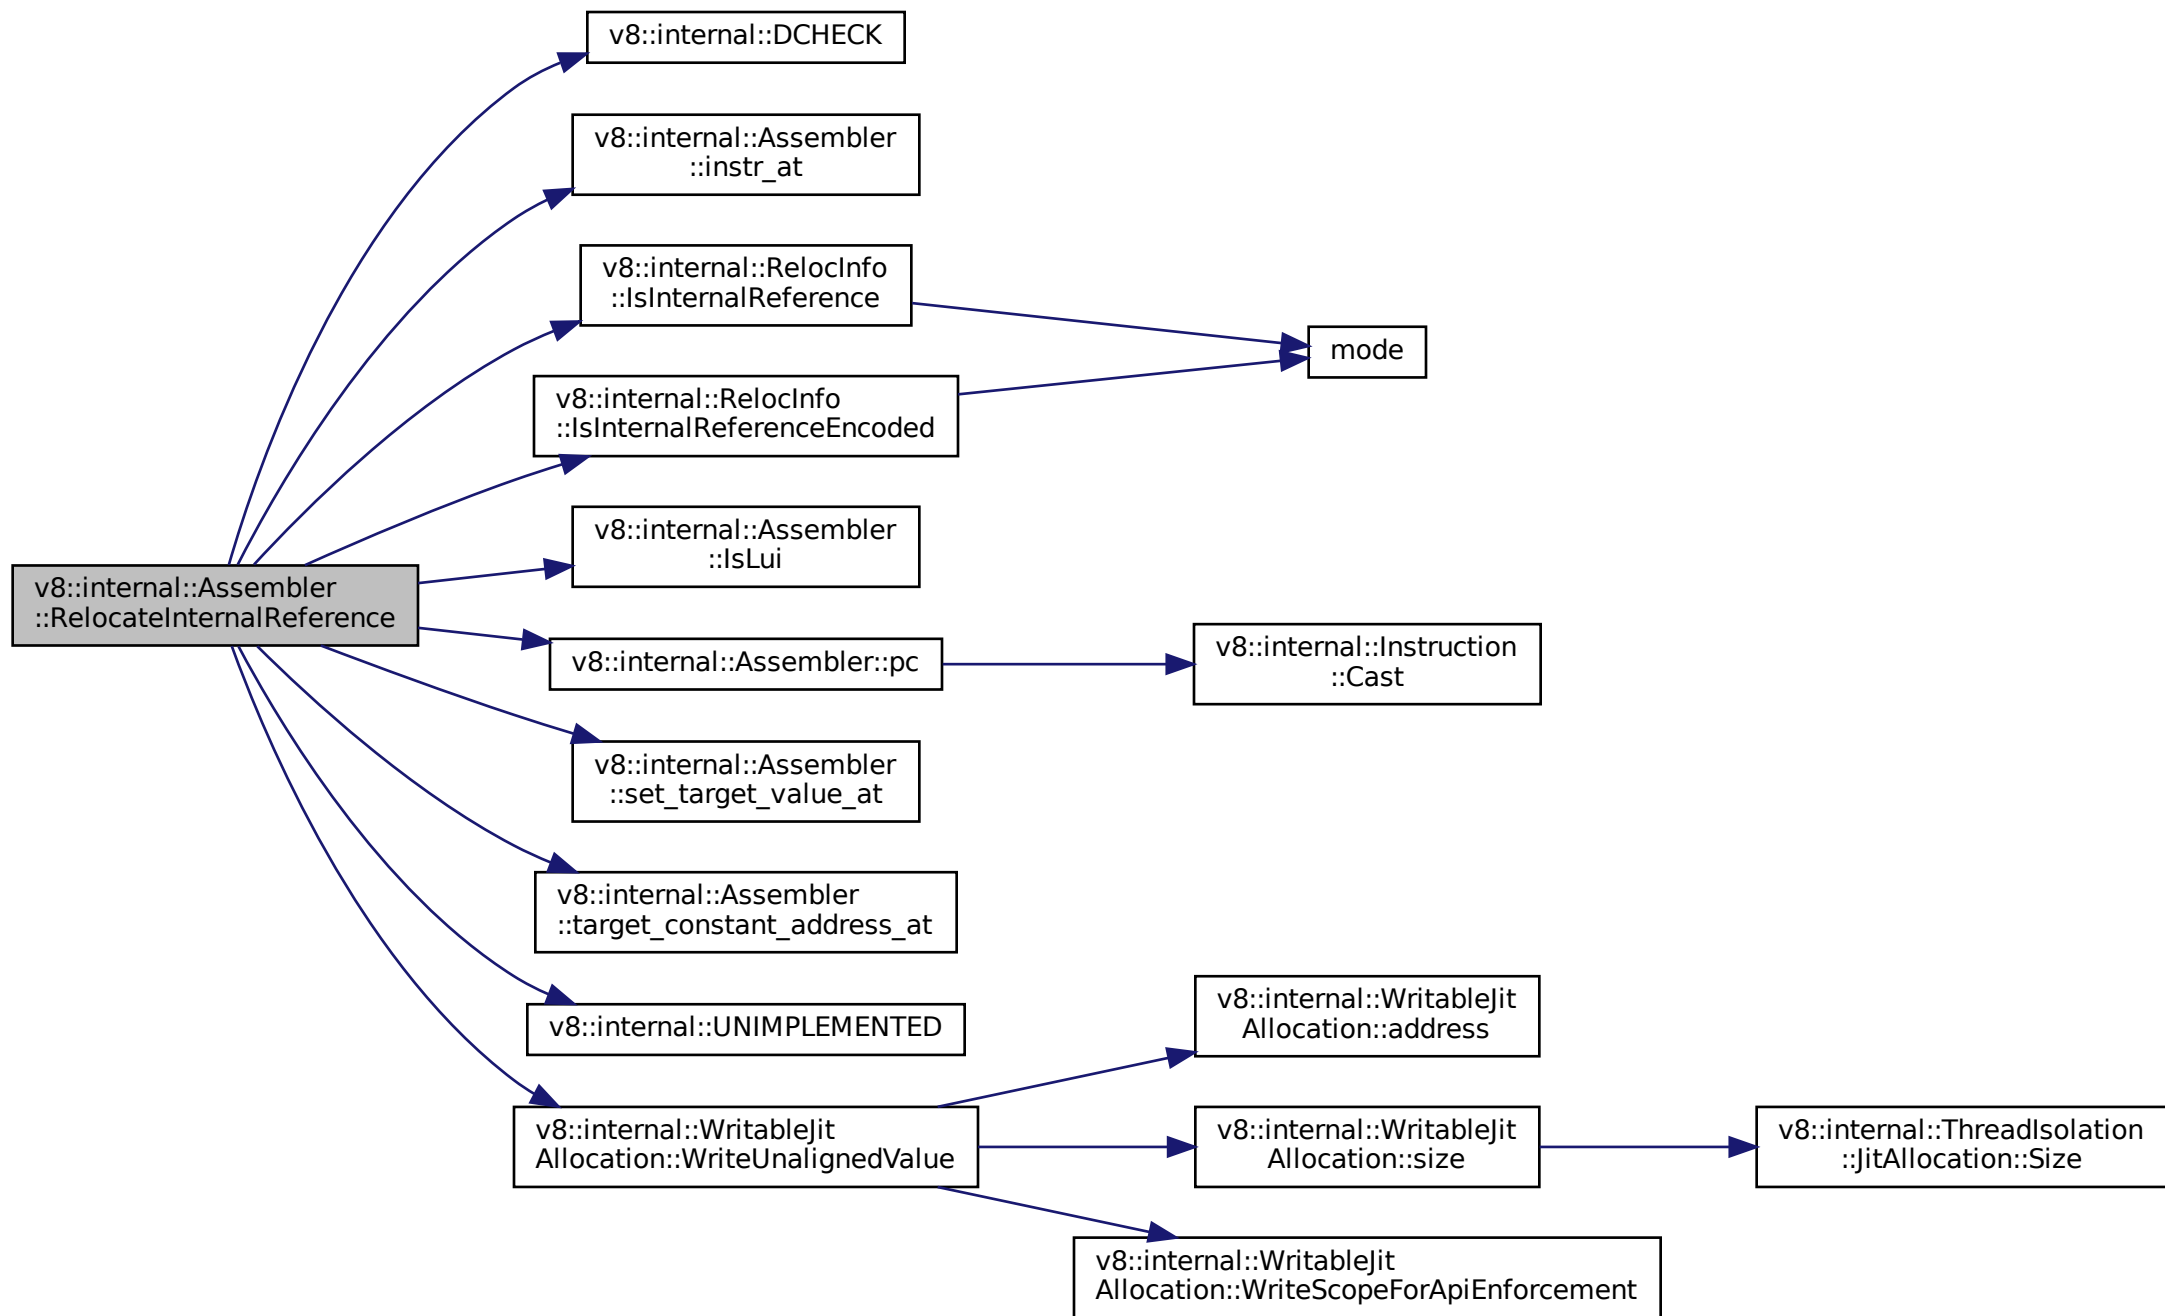 v8::internal::DCHECK
v8::internal::Assembler
::instr_at
v8::internal::RelocInfo
::IsInternalReference
mode
v8::internal::RelocInfo
::IsInternalReferenceEncoded
v8::internal::Assembler
::IsLui
v8::internal::Assembler
::RelocateInternalReference
v8::internal::Assembler::pc
v8::internal::Instruction
::Cast
v8::internal::Assembler
::set_target_value_at
v8::internal::Assembler
::target_constant_address_at
v8::internal::UNIMPLEMENTED
v8::internal::WritableJit
Allocation::address
v8::internal::WritableJit
Allocation::WriteUnalignedValue
v8::internal::WritableJit
Allocation::size
v8::internal::ThreadIsolation
::JitAllocation::Size
v8::internal::WritableJit
Allocation::WriteScopeForApiEnforcement